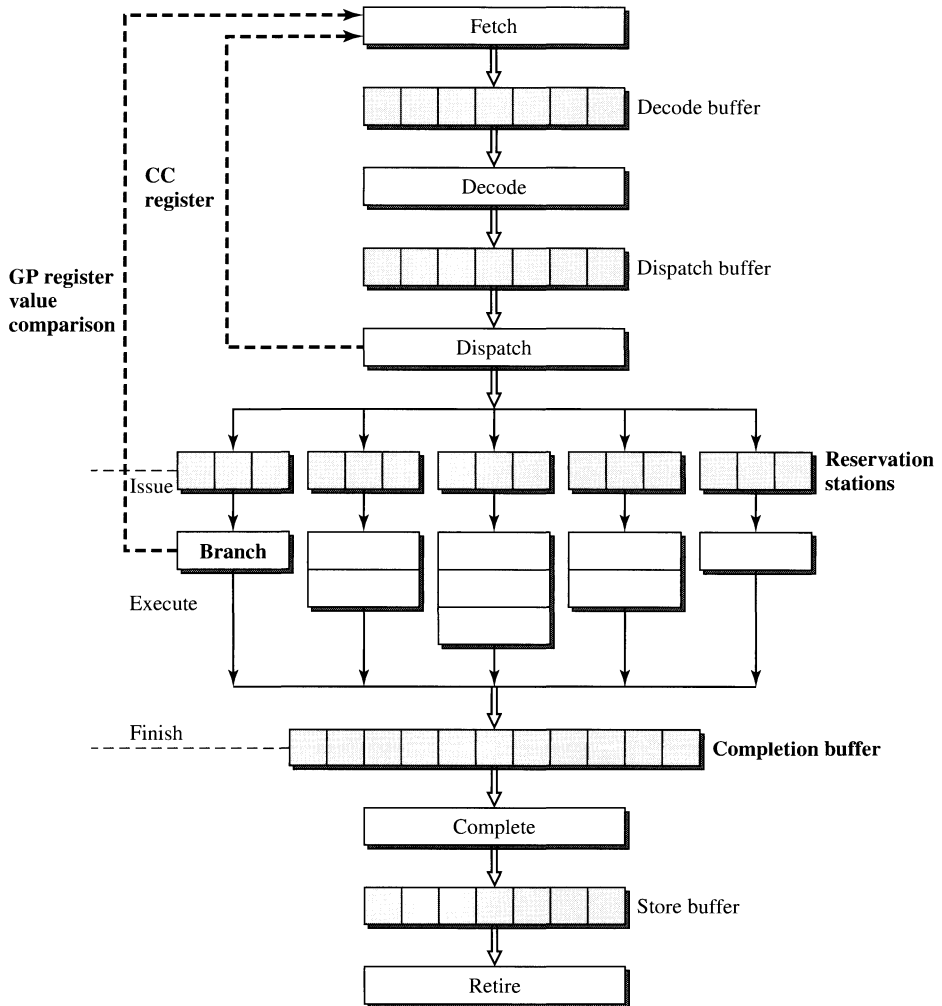 Fetch
Decode buffer
CC
register
Decode
GP register
value
comparison
Dispatch buffer
Dispatch
Reservation
stations
Issue
Branch
Execute
Finish
Completion buffer
Complete
Store buffer
Retire